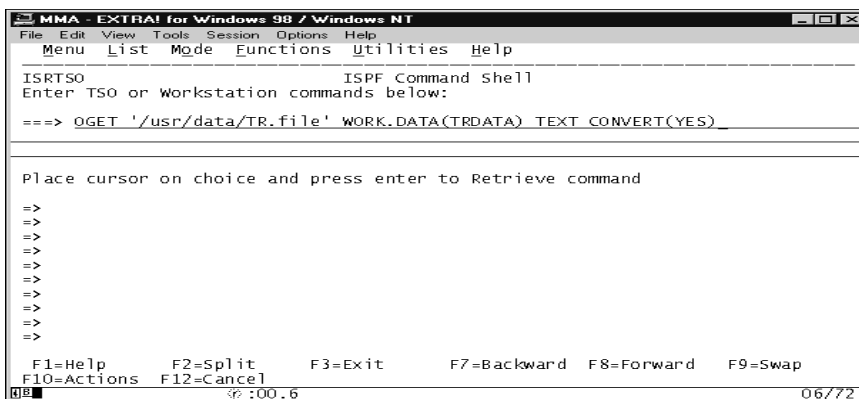 MMA - EXTRA! for Windows 98 / Windows NT
File Edit View Tools Session Options Help
Menu List Mode Functions Utilities Help
ISRTSO ISPF Command Shell
Enter TSO or Workstation commands below:
===> OGET '/usr/data/TR.file' WORK.DATA(TRDATA) TEXT CONVERT(YES)_
Place cursor on choice and press enter to Retrieve command
=>
=>
=>
=>
=>
=>
=>
=>
=>
=>
F1=Help F2=Split F3=Exit F7=Backward F8=Forward F9=Swap
F10=Actions F12=Cancel
:00.6 06/72